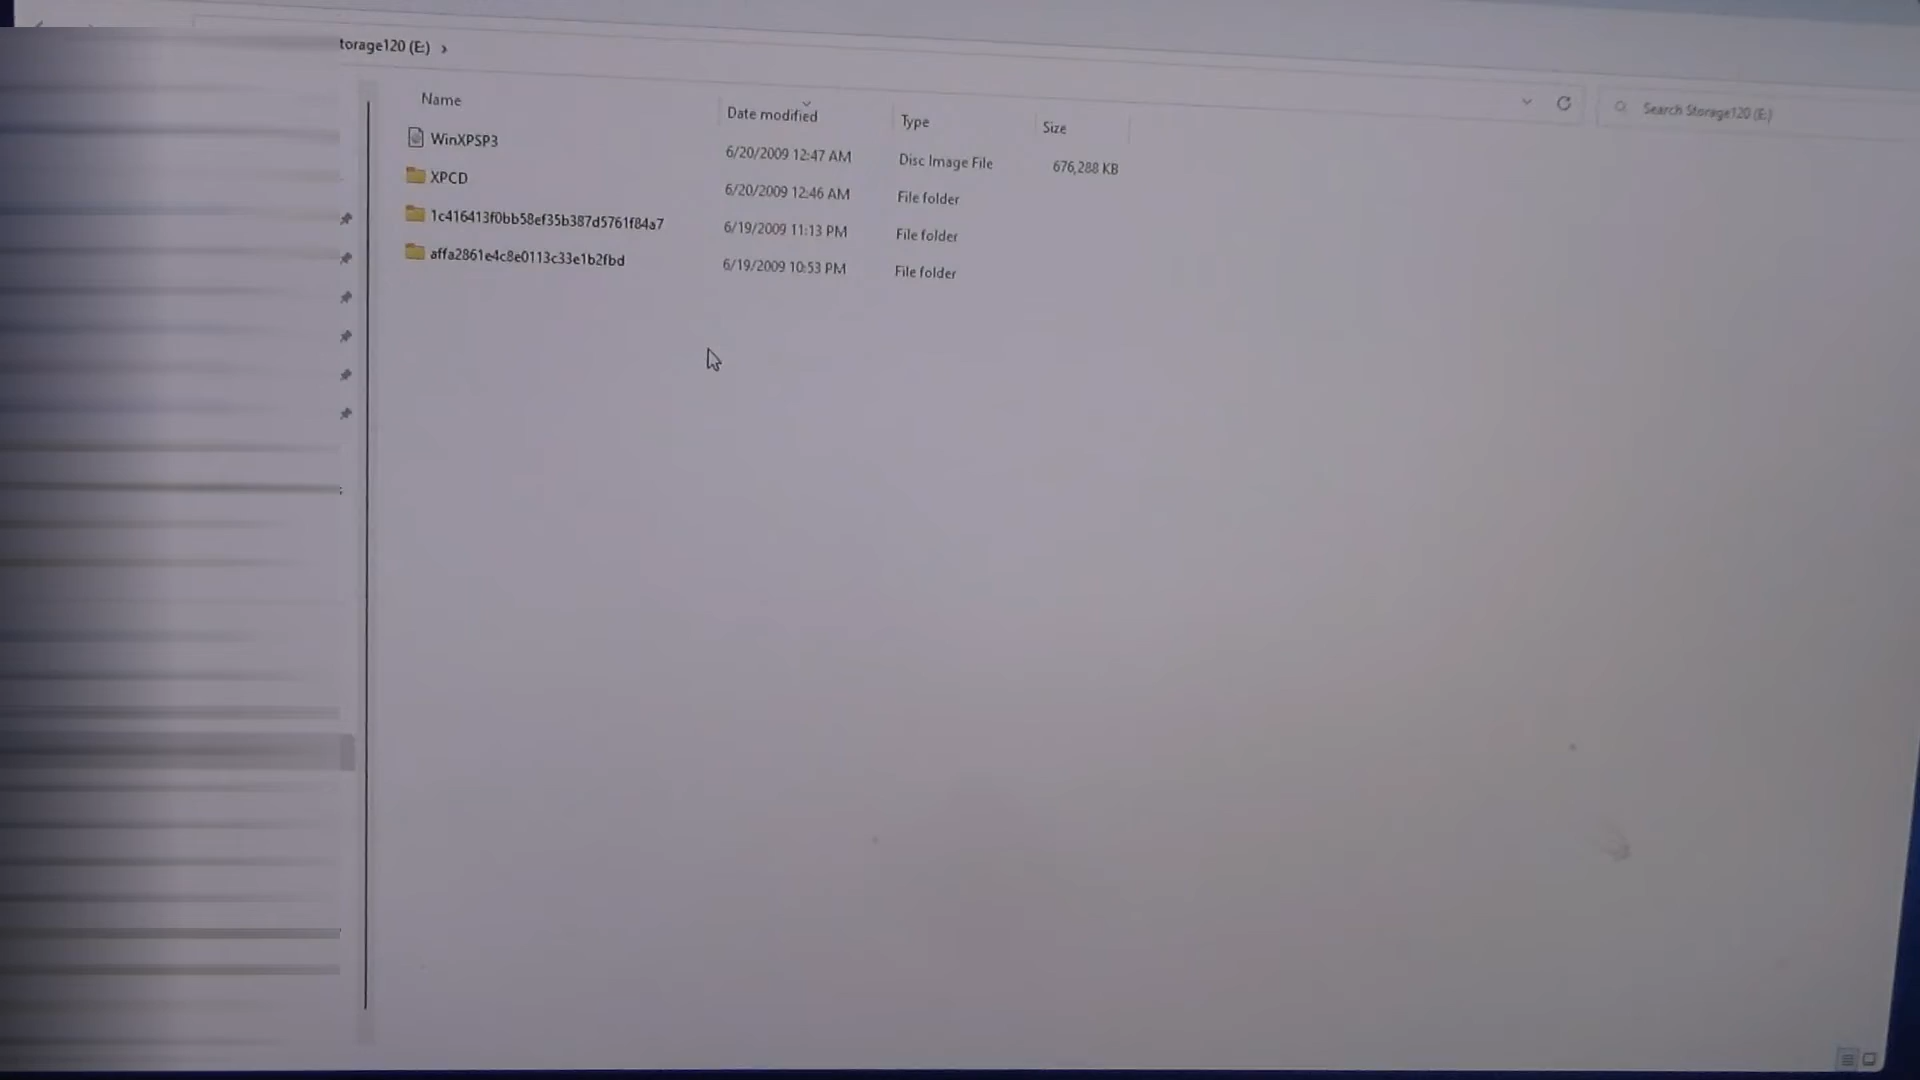 torage120 (E:) >
Name Date modified Type Size
Search Storage120 (E:)
WinXPSP3 6/20/2009 12:47 AM Disc Image File 676,288 KB
XPCD 6/20/2009 12:46 AM File folder
1c416413f0bb58ef35b387d5761f84a7 6/19/2009 11:13 PM File folder
affa2861e4c8e0113c33e1b2fbd 6/19/2009 10:53 PM File folder